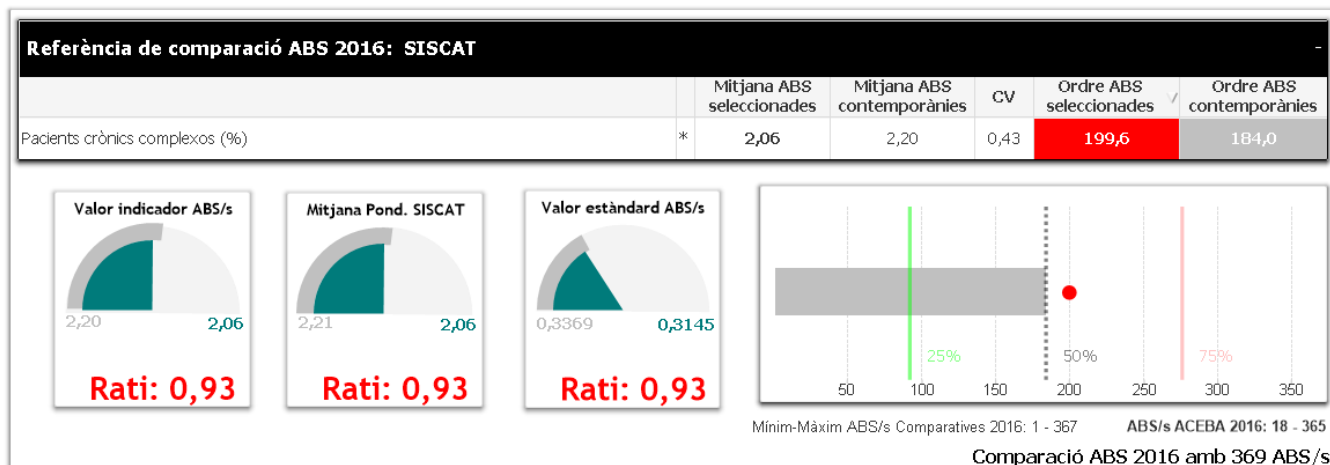 Referència de comparació ABS 2016: SISCAT -
Mitjana ABS seleccionades Mitjana ABS contemporànies CV Ordre ABS seleccionades Ordre ABS contemporànies
Pacients crònics complexos (%) * 2,06 2,20 0,43 199,6 184,0
Valor indicador ABS/s
2,20 2,06
Rati: 0,93
Mitjana Pond. SISCAT
2,21 2,06
Rati: 0,93
Valor estàndard ABS/s
0,3369 0,3145
Rati: 0,93
25% 50% 75%
50 100 150 200 250 300 350
Mínim-Màxim ABS/s Comparatives 2016: 1 - 367 ABS/s ACEBA 2016: 18 - 365
Comparació ABS 2016 amb 369 ABS/s